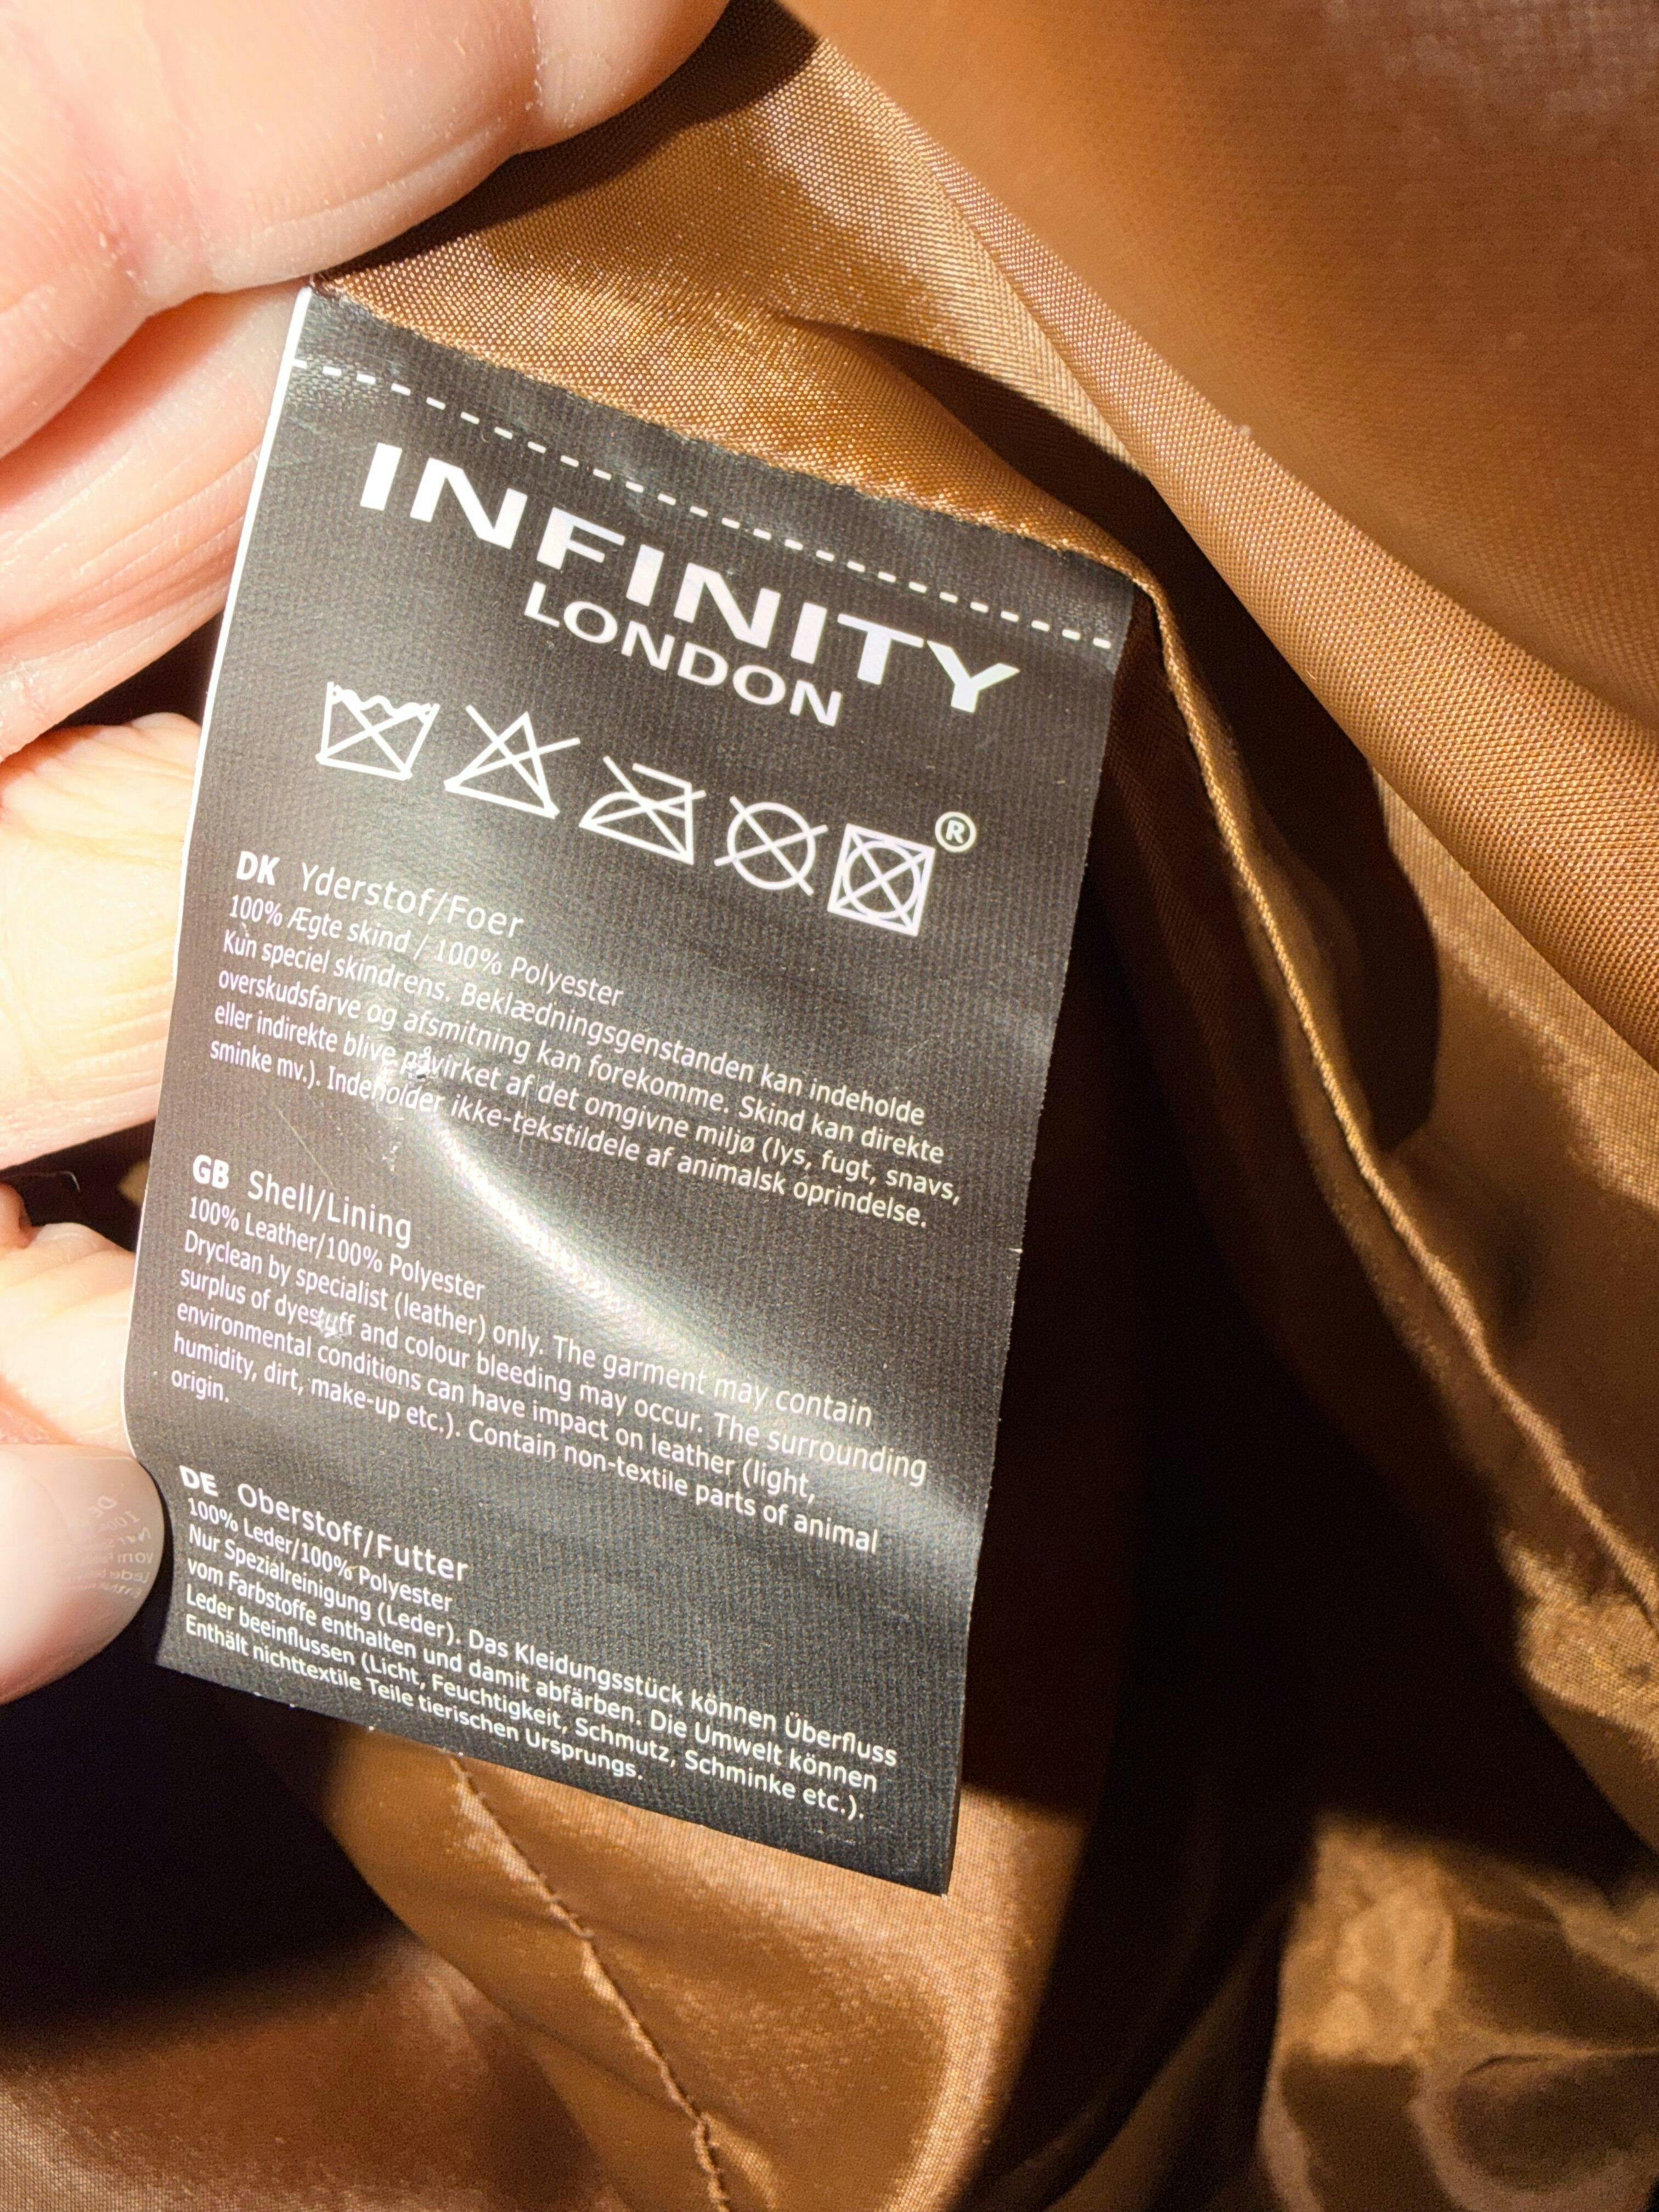 INFINITY
LONDON
®
DK Yderstof/Foer
100% Ægte skind / 100% Polyester
Kun speciel skindrens. Beklædningsgenstanden kan indeholde
overskudsfarve og afsmitning kan forekomme. Skind kan direkte
eller indirekte blive påvirket af det omgivne miljø (lys, fugt, snavs,
sminke mv.). Indeholder ikke-tekstildele af animalsk oprindelse.
GB Shell/Lining
100% Leather/100% Polyester
Dryclean by specialist (leather) only. The garment may contain
surplus of dyestuff and colour bleeding may occur. The surrounding
environmental conditions can have impact on leather (light,
humidity, dirt, make-up etc.). Contain non-textile parts of animal
origin.
DE Oberstoff/Futter
100% Leder/100% Polyester
Nur Spezialreinigung (Leder). Das Kleidungsstück können Überfluss
vom Farbstoffe enthalten und damit abfärben. Die Umwelt können
Leder beeinflussen (Licht, Feuchtigkeit, Schmutz, Schminke etc.).
Enthält nichttextile Teile tierischen Ursprungs.